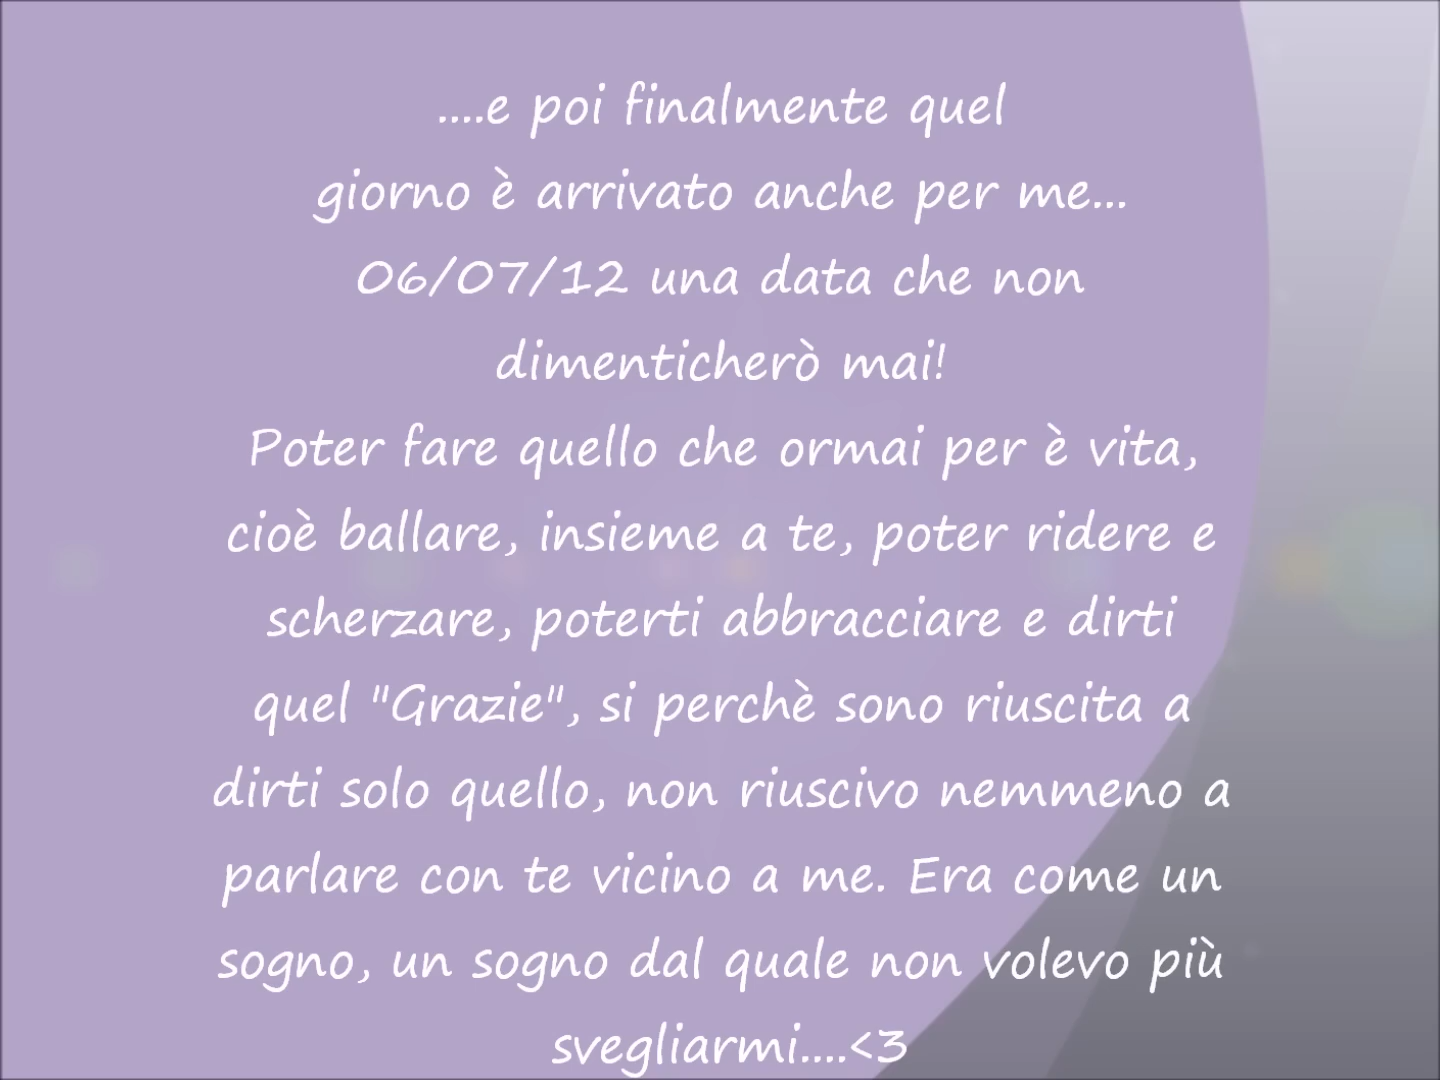 ....e poi finalmente quel
giorno è arrivato anche per me...
06/07/12 una data che non
dimenticherò mai!
Poter fare quello che ormai per è vita,
cioè ballare, insieme a te, poter ridere e
scherzare, poterti abbracciare e dirti
quel "Grazie", si perchè sono riuscita a
dirti solo quello, non riuscivo nemmeno a
parlare con te vicino a me. Era come un
sogno, un sogno dal quale non volevo più
svegliarmi....<3